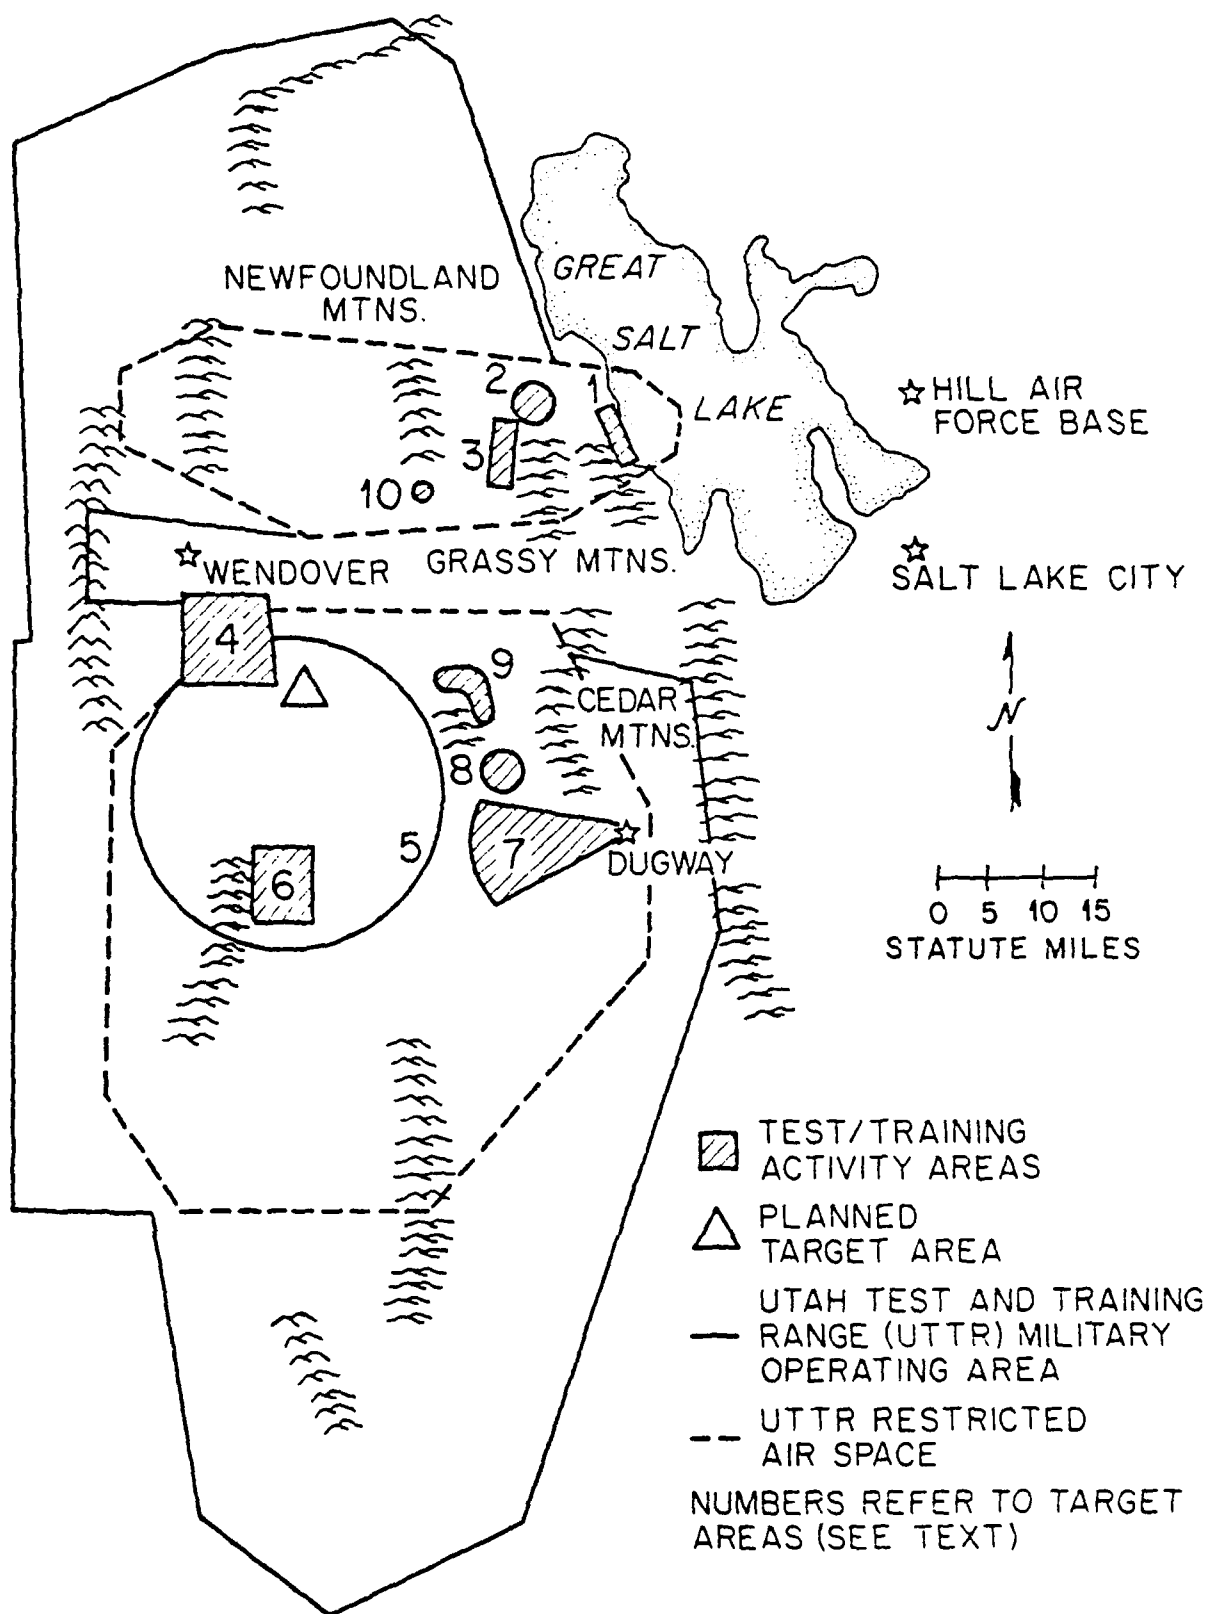 NEWFOUNDLAND
MTNS.
GREAT
SALT
LAKE
HILL AIR
FORCE BASE
2
1
3
10
WENDOVER
GRASSY MTNS.
SALT LAKE CITY
4
9
CEDAR
MTNS.
N
8
5
7
DUGWAY
6
0 5 10 15
STATUTE MILES
TEST/TRAINING
ACTIVITY AREAS
PLANNED
TARGET AREA
UTAH TEST AND TRAINING
RANGE (UTTR) MILITARY
OPERATING AREA
UTTR RESTRICTED
AIR SPACE
NUMBERS REFER TO TARGET
AREAS (SEE TEXT)